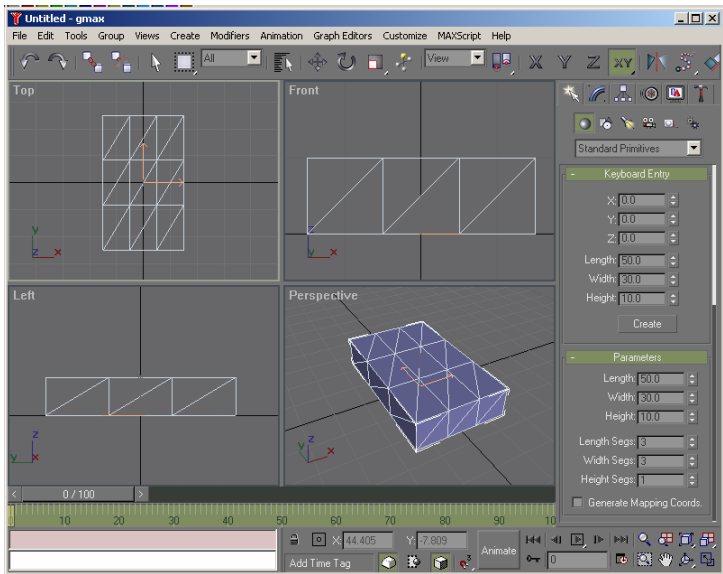 Untitled - gmax
File Edit Tools Group Views Create Modifiers Animation Graph Editors Customize MAXScript Help
All View X Y Z XY
Top Front
Standard Primitives
- Keyboard Entry
X: 0.0
Y: 0.0
Z: 0.0
Length: 50.0
Width: 30.0
Height: 10.0
Create
y
z x
z
y x
Left Perspective
- Parameters
Length: 50.0
Width: 30.0
Height: 10.0
Length Segs: 3
Width Segs: 3
Height Segs: 1
Generate Mapping Coords.
z
y x
z
y x
< 0 / 100 >
10 20 30 40 50 60 70 80 90 100
X: 44.405 Y: -7.809 Animate
Add Time Tag 0